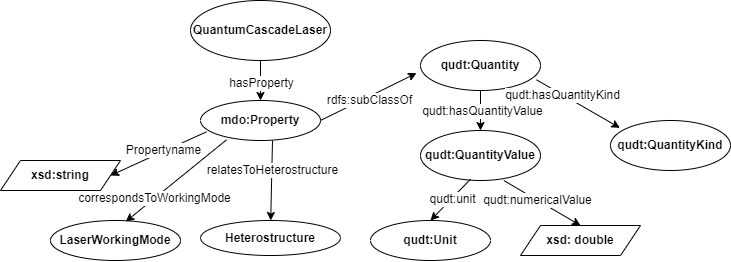 QuantumCascadeLaser
hasProperty
mdo:Property
rdfs:subClassOf
qudt:Quantity
qudt:hasQuantityKind
qudt:hasQuantityValue
qudt:QuantityKind
qudt:QuantityValue
Propertyname
relatesToHeterostructure
xsd:string
correspondsToWorkingMode
qudt:unit
qudt:numericalValue
LaserWorkingMode
Heterostructure
qudt:Unit
xsd: double